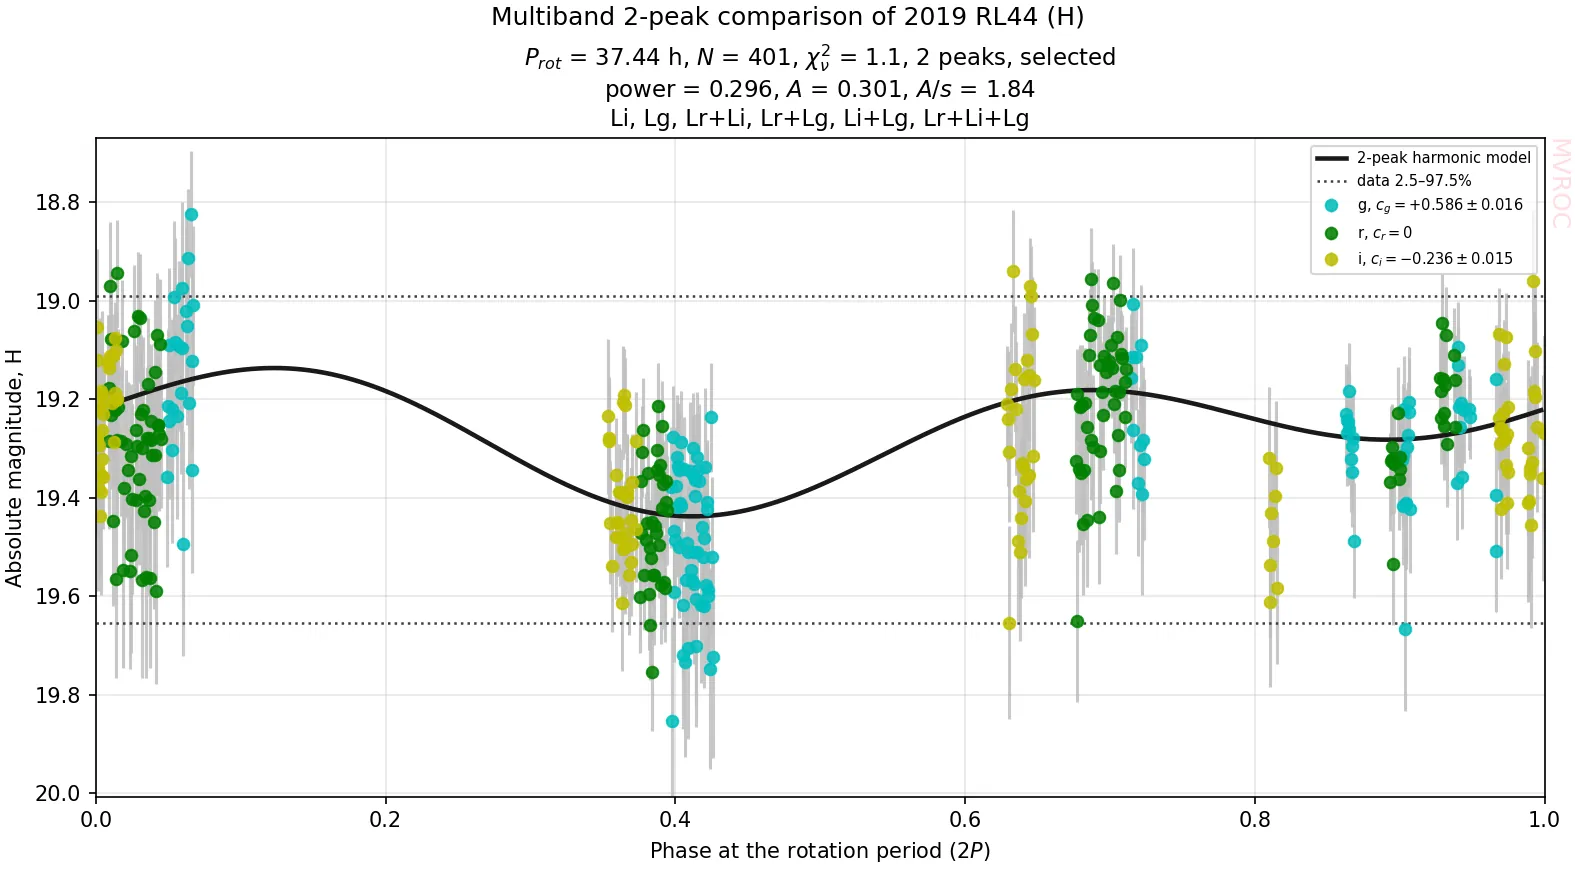 Multiband 2-peak comparison of 2019 RL44 (H)
P_rot = 37.44 h, N = 401, χ²_ν = 1.1, 2 peaks, selected
power = 0.296, A = 0.301, A/s = 1.84
Li, Lg, Lr+Li, Lr+Lg, Li+Lg, Lr+Li+Lg
2-peak harmonic model
data 2.5–97.5%
g, c_g = +0.586 ± 0.016
r, c_r = 0
i, c_i = −0.236 ± 0.015
MVROC
Absolute magnitude, H
18.8
19.0
19.2
19.4
19.6
19.8
20.0
0.0 0.2 0.4 0.6 0.8 1.0
Phase at the rotation period (2P)